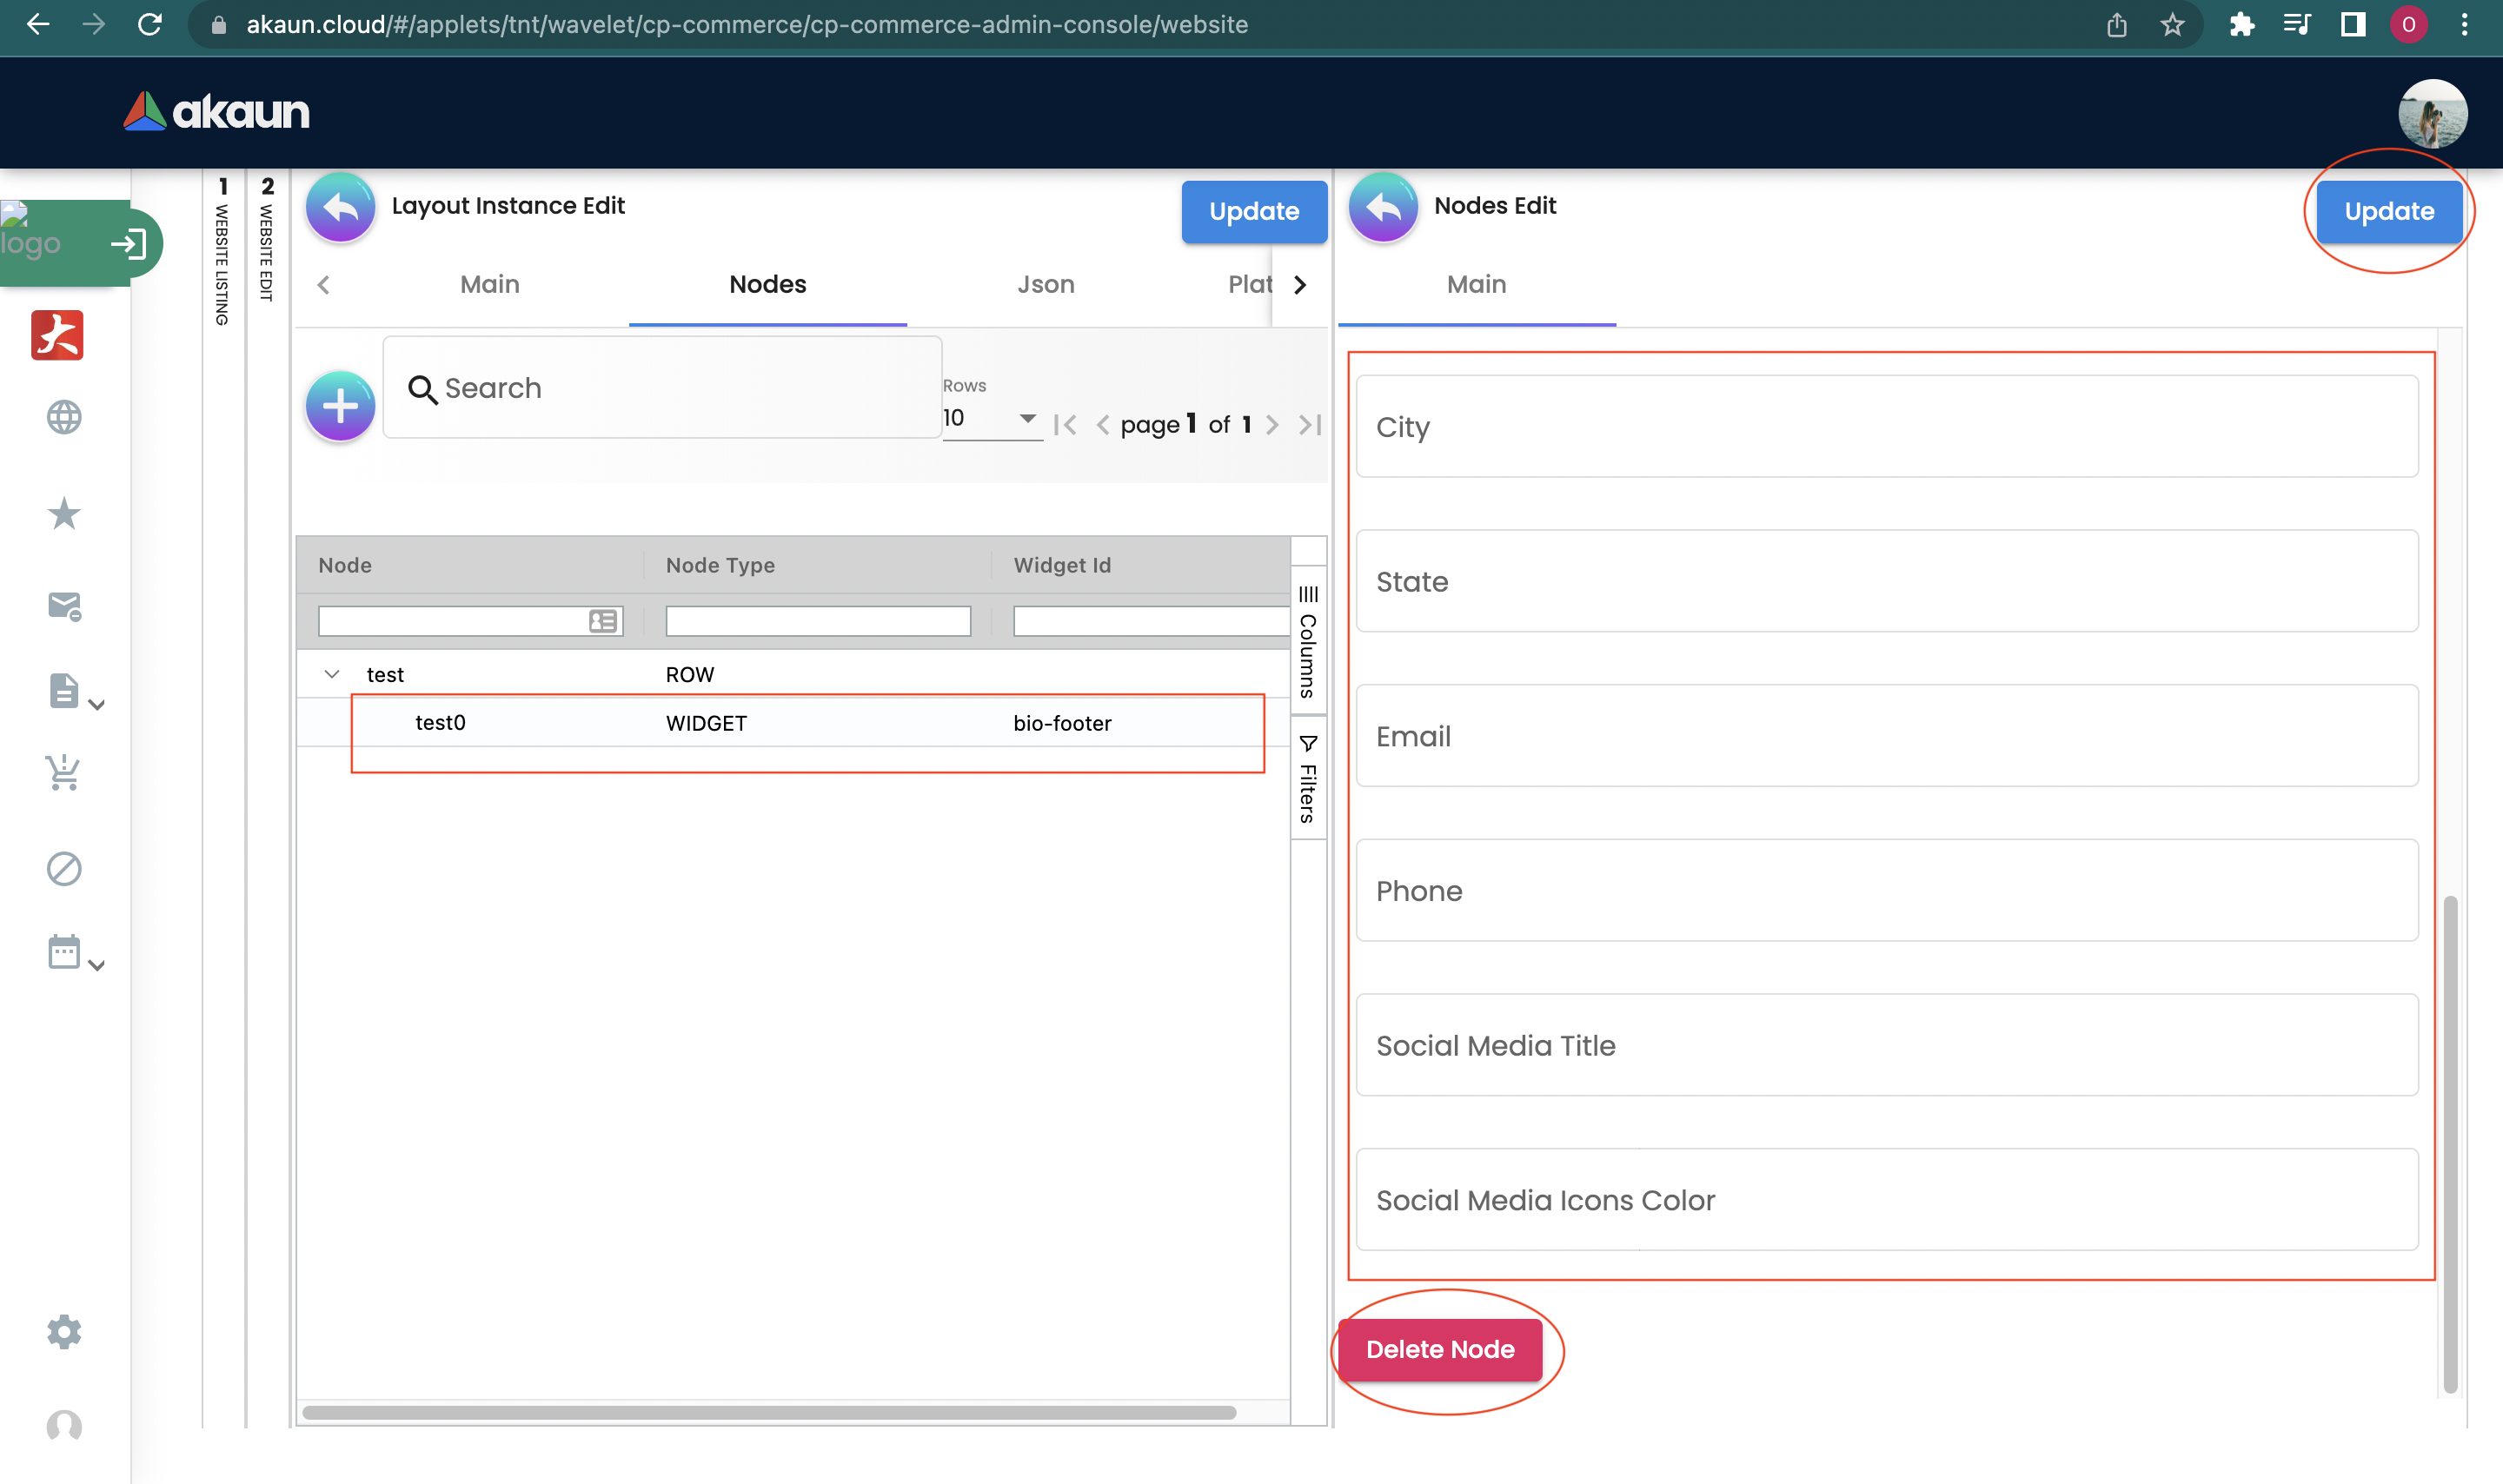 akaun.cloud/#/applets/tnt/wavelet/cp-commerce/cp-commerce-admin-console/website
O
akaun
logo
1 WEBSITE LISTING
2 WEBSITE EDIT
Layout Instance Edit
Update
Main
Nodes
Json
Plat
Search
Rows
10
page 1 of 1
Node
Node Type
Widget Id
test
ROW
test0
WIDGET
bio-footer
Columns
Filters
Nodes Edit
Update
Main
City
State
Email
Phone
Social Media Title
Social Media Icons Color
Delete Node